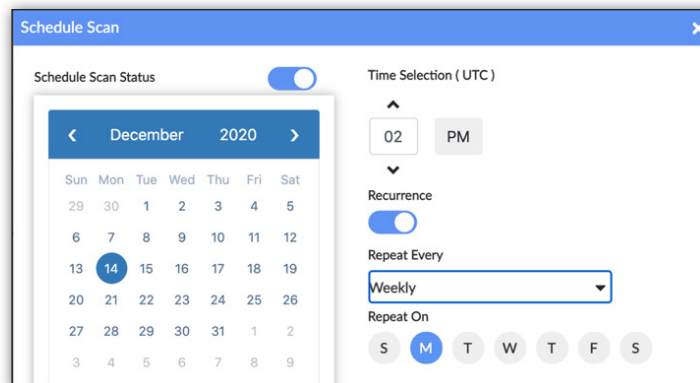 Schedule Scan
Schedule Scan Status
December 2020
Sun Mon Tue Wed Thu Fri Sat
29 30 1 2 3 4 5
6 7 8 9 10 11 12
13 14 15 16 17 18 19
20 21 22 23 24 25 26
27 28 29 30 31 1 2
3 4 5 6 7 8 9
Time Selection ( UTC )
02 PM
Recurrence
Repeat Every
Weekly
Repeat On
S M T W T F S